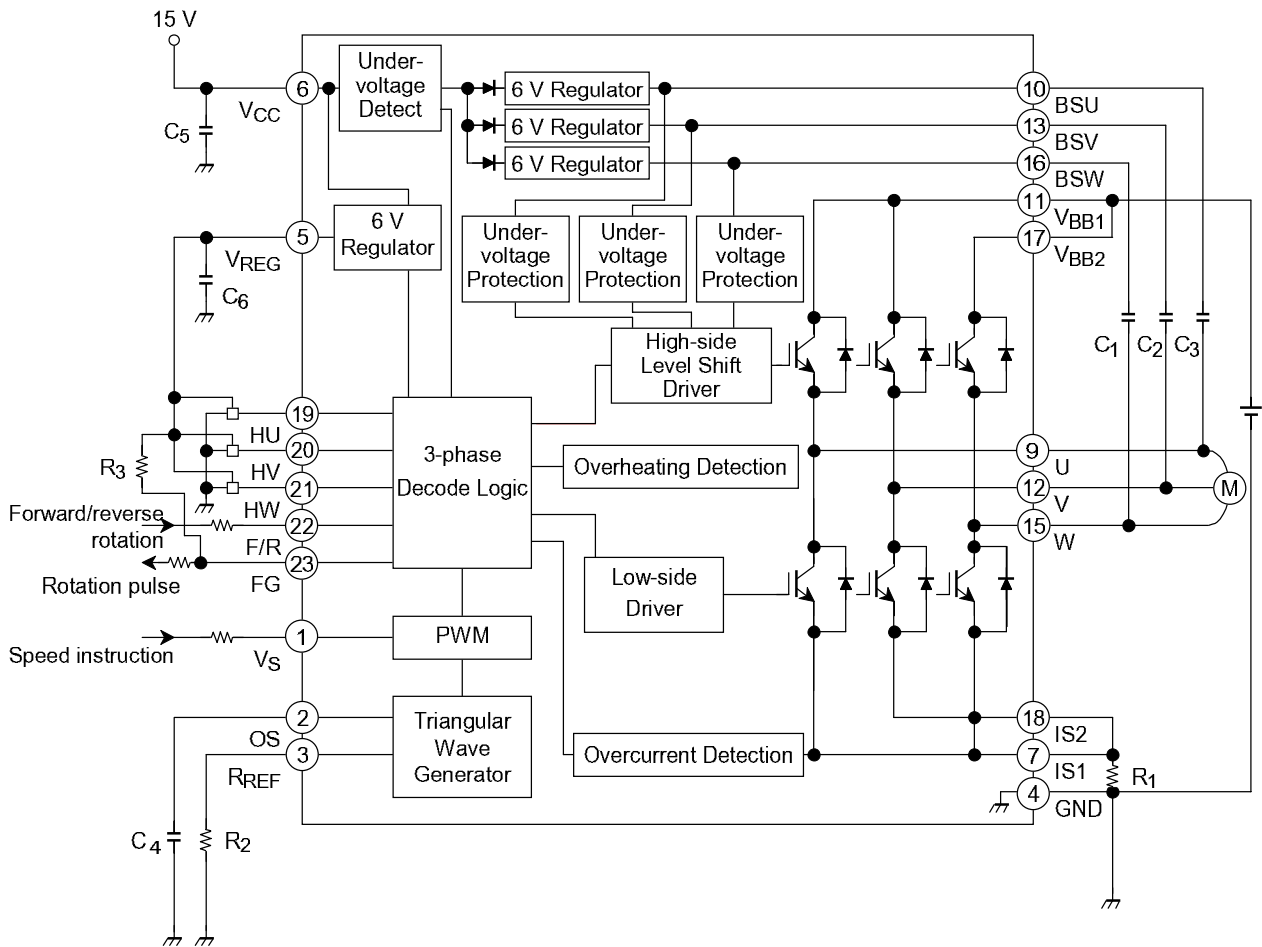 15 V
6
VCC
C5
Under-
voltage
Detect
6 V Regulator
6 V Regulator
6 V Regulator
10
BSU
13
BSV
16
BSW
11
VBB1
17
VBB2
5
VREG
C6
6 V
Regulator
Under-
voltage
Protection
Under-
voltage
Protection
Under-
voltage
Protection
High-side
Level Shift
Driver
C1
C2
C3
19
HU
20
HV
21
HW
22
F/R
23
FG
R3
Forward/reverse
rotation
Rotation pulse
3-phase
Decode Logic
Overheating Detection
9
U
12
V
15
W
M
Low-side
Driver
Speed instruction
1
VS
PWM
2
OS
3
RREF
Triangular
Wave
Generator
Overcurrent Detection
18
IS2
7
IS1
4
GND
R1
C4
R2